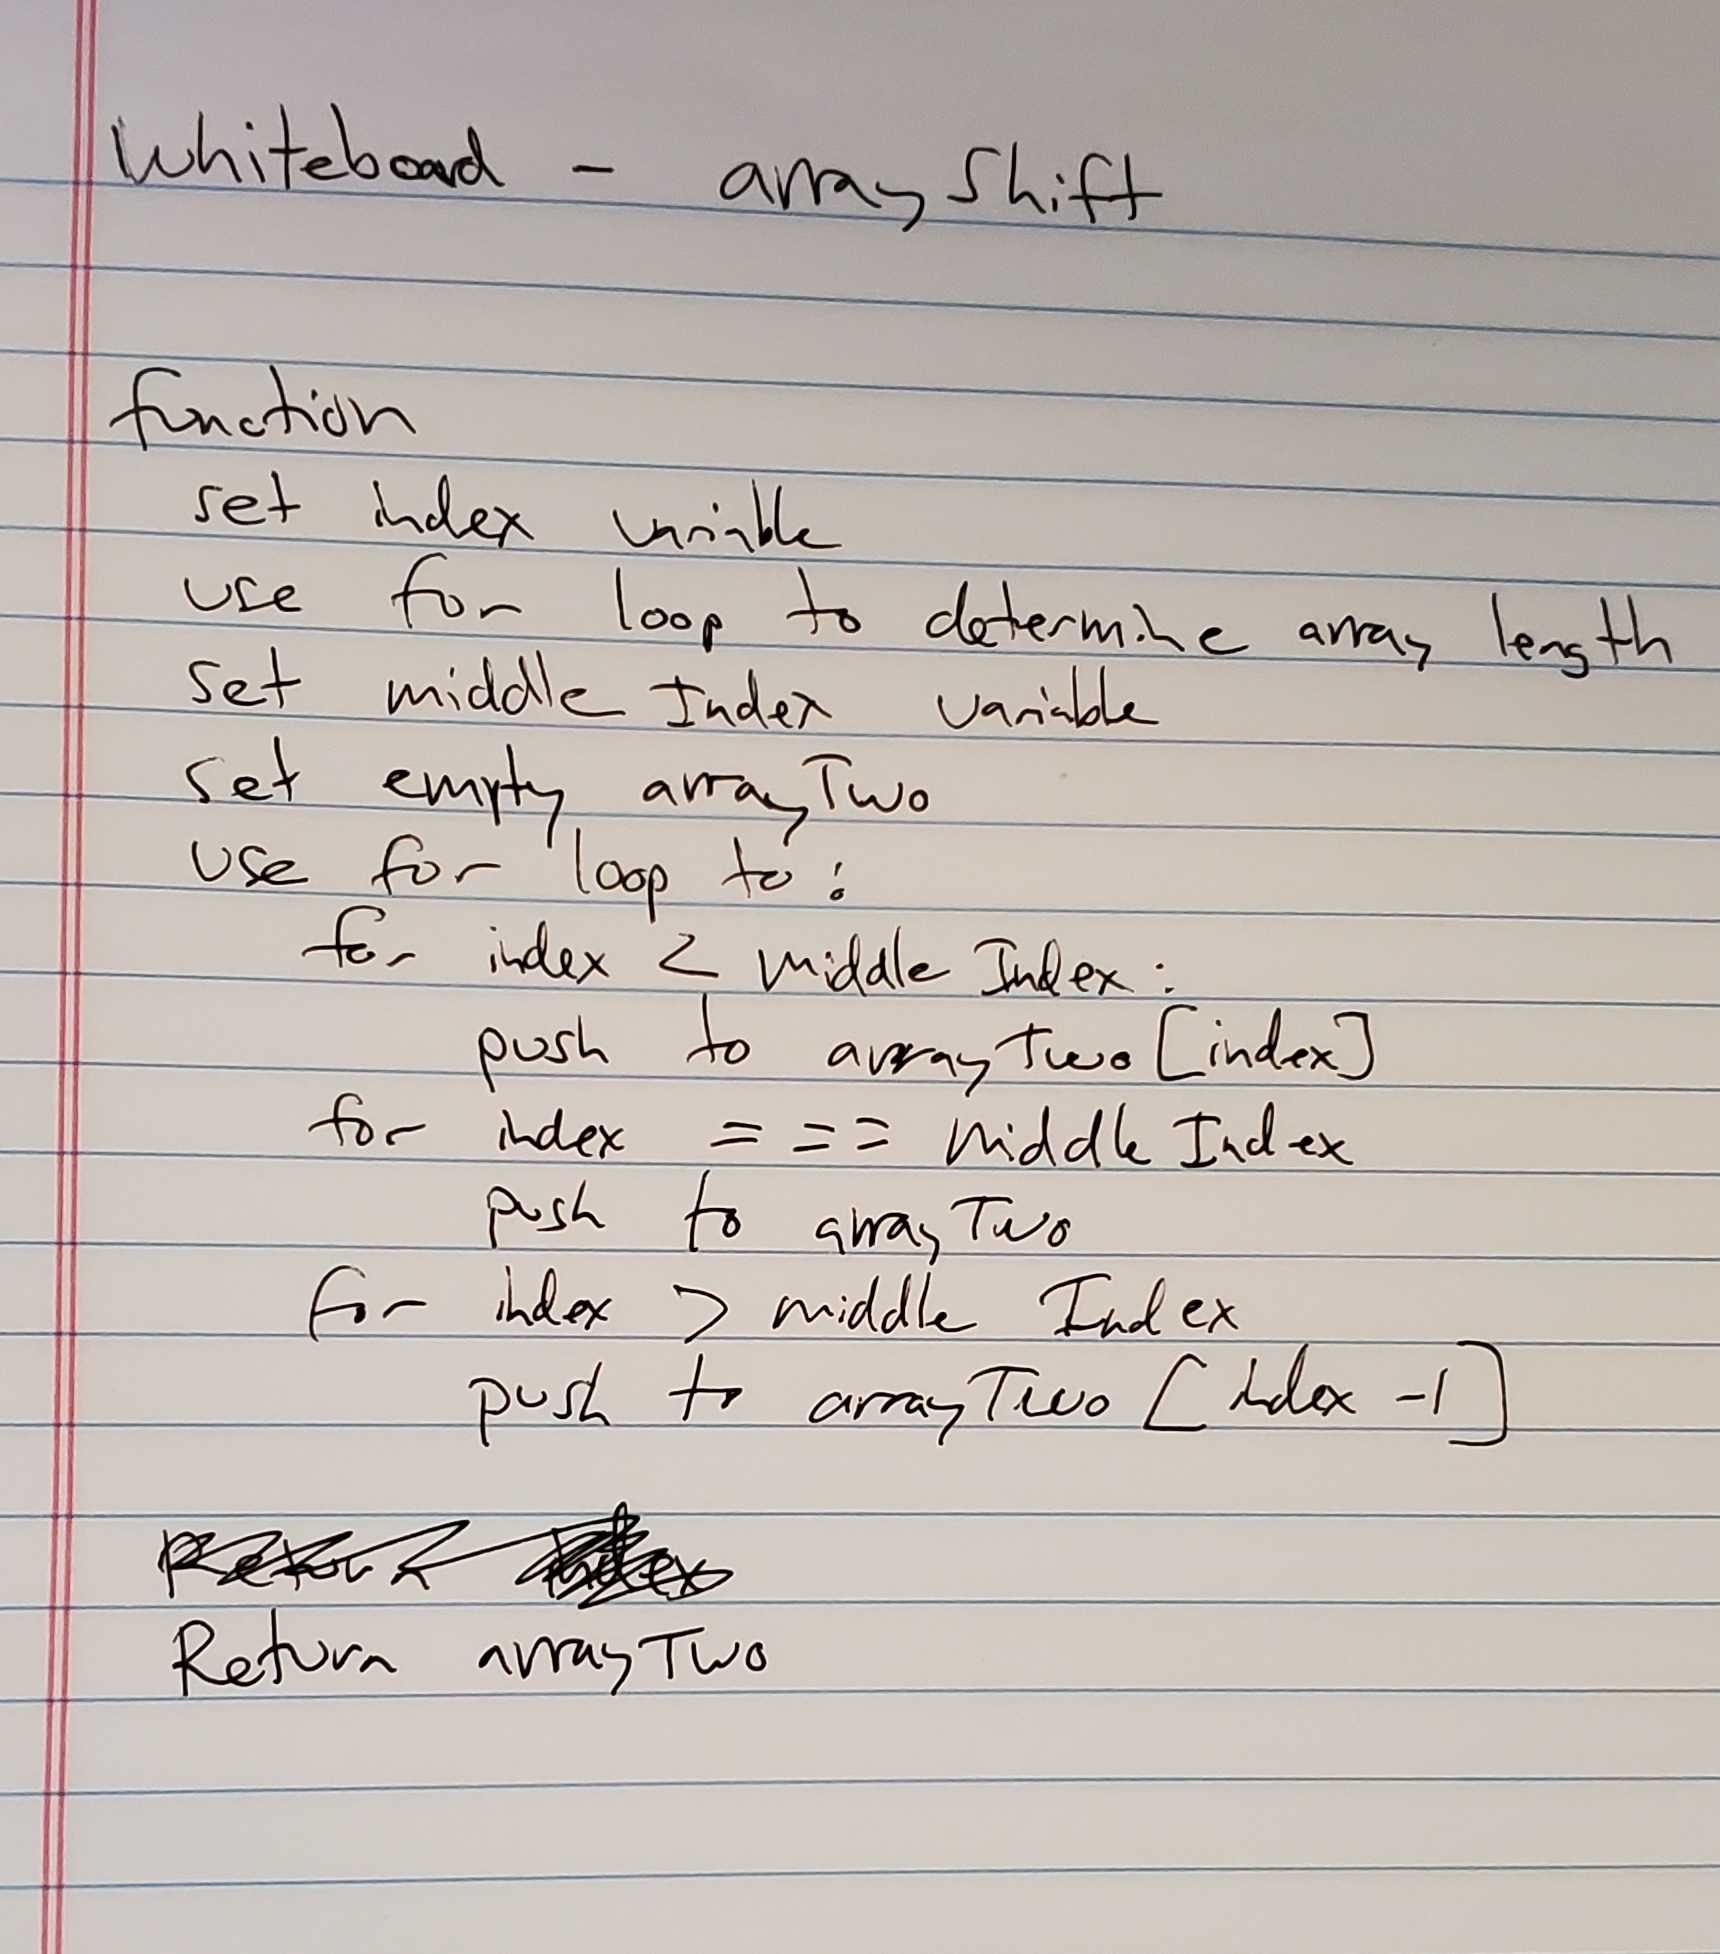 Whiteboard - arrayShift
function
set index variable
use for loop to determine array length
set middle Index variable
set empty arrayTwo
use for loop to:
for index < middle Index:
push to arrayTwo [index]
for index === middle Index
push to arrayTwo
for index > middle Index
push to arrayTwo [index -1]
Return index
Return arrayTwo